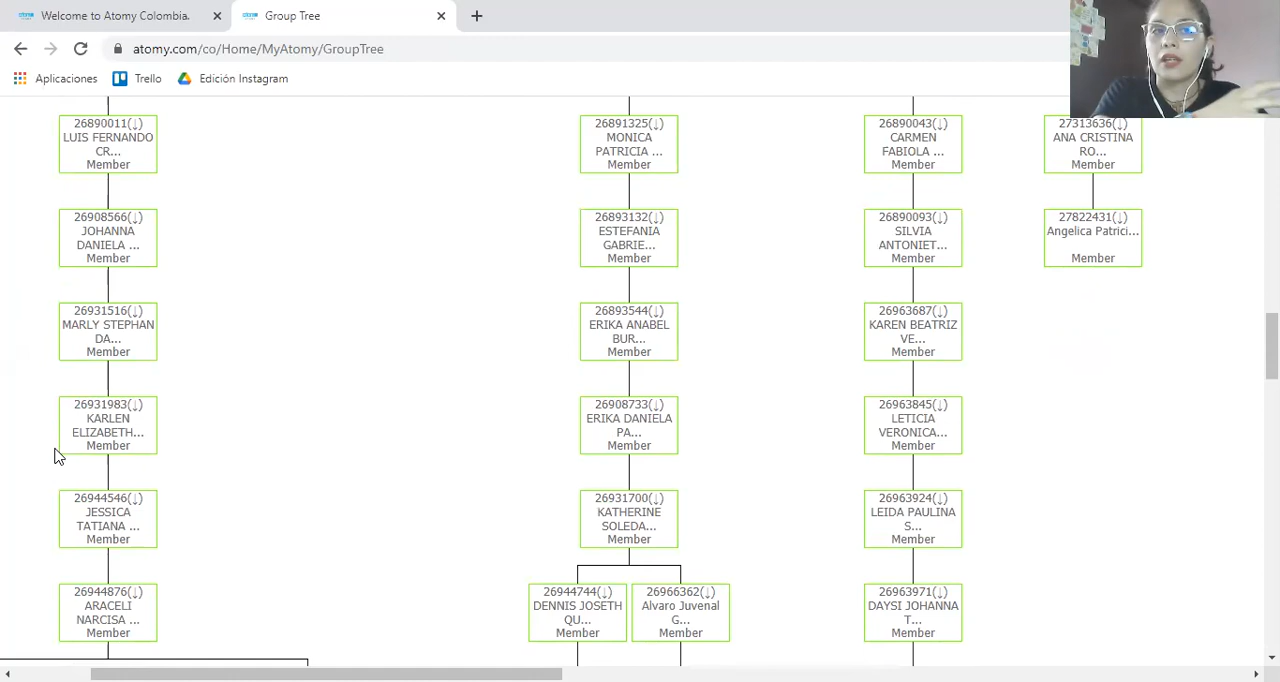 Welcome to Atomy Colombia.
Group Tree
atomy.com/co/Home/MyAtomy/GroupTree
Aplicaciones
Trello
Edición Instagram
26890011(↓)
LUIS FERNANDO
CR...
Member
26891325(↓)
MONICA
PATRICIA ...
Member
26890043(↓)
CARMEN
FABIOLA ...
Member
27313636(↓)
ANA CRISTINA
RO...
Member
26908566(↓)
JOHANNA
DANIELA ...
Member
26893132(↓)
ESTEFANIA
GABRIE...
Member
26890093(↓)
SILVIA
ANTONIET...
Member
27822431(↓)
Angelica Patrici...
Member
26931516(↓)
MARLY STEPHAN
DA...
Member
26893544(↓)
ERIKA ANABEL
BUR...
Member
26963687(↓)
KAREN BEATRIZ
VE...
Member
26931983(↓)
KARLEN
ELIZABETH...
Member
26908733(↓)
ERIKA DANIELA
PA...
Member
26963845(↓)
LETICIA
VERONICA...
Member
26944546(↓)
JESSICA
TATIANA ...
Member
26931700(↓)
KATHERINE
SOLEDA...
Member
26963924(↓)
LEIDA PAULINA
S...
Member
26944876(↓)
ARACELI
NARCISA ...
Member
26944744(↓)
DENNIS JOSETH
QU...
Member
26966362(↓)
Alvaro Juvenal
G...
Member
26963971(↓)
DAYSI JOHANNA
T...
Member